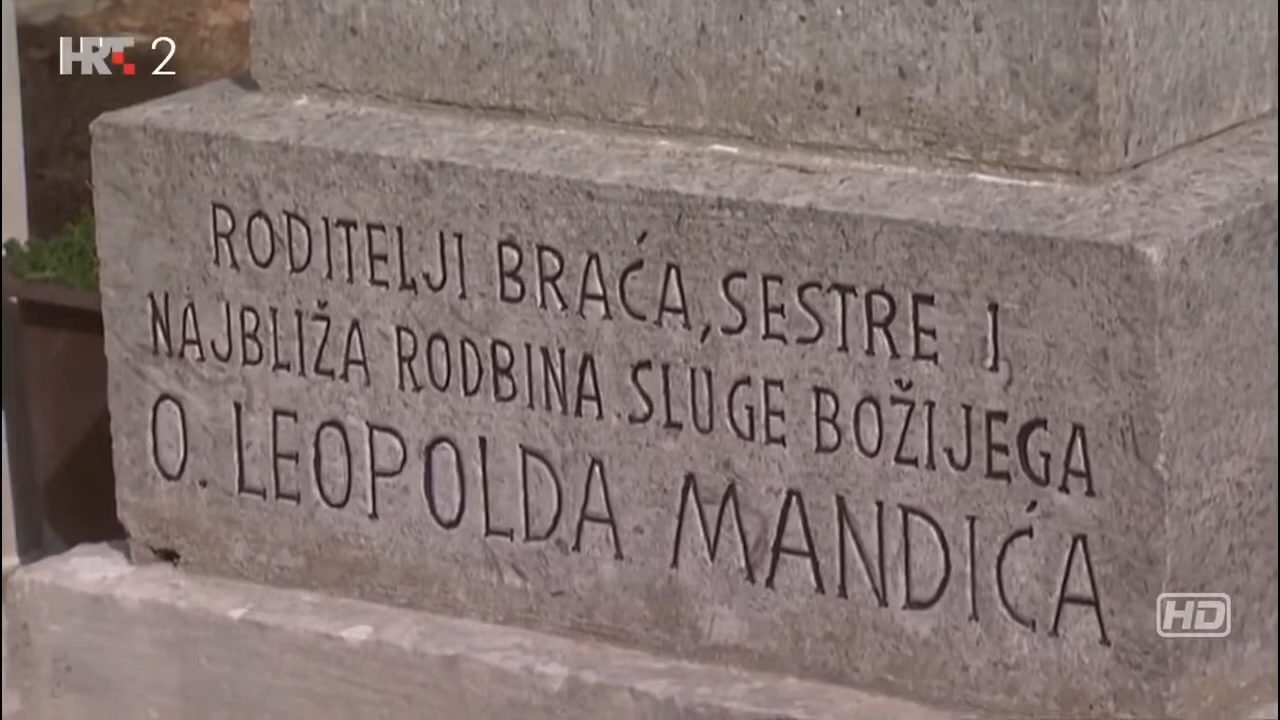 HRT 2
RODITELJI BRAĆA, SESTRE I
NAJBLIŽA RODBINA SLUGE BOŽIJEGA
O. LEOPOLDA MANDIĆA
HD